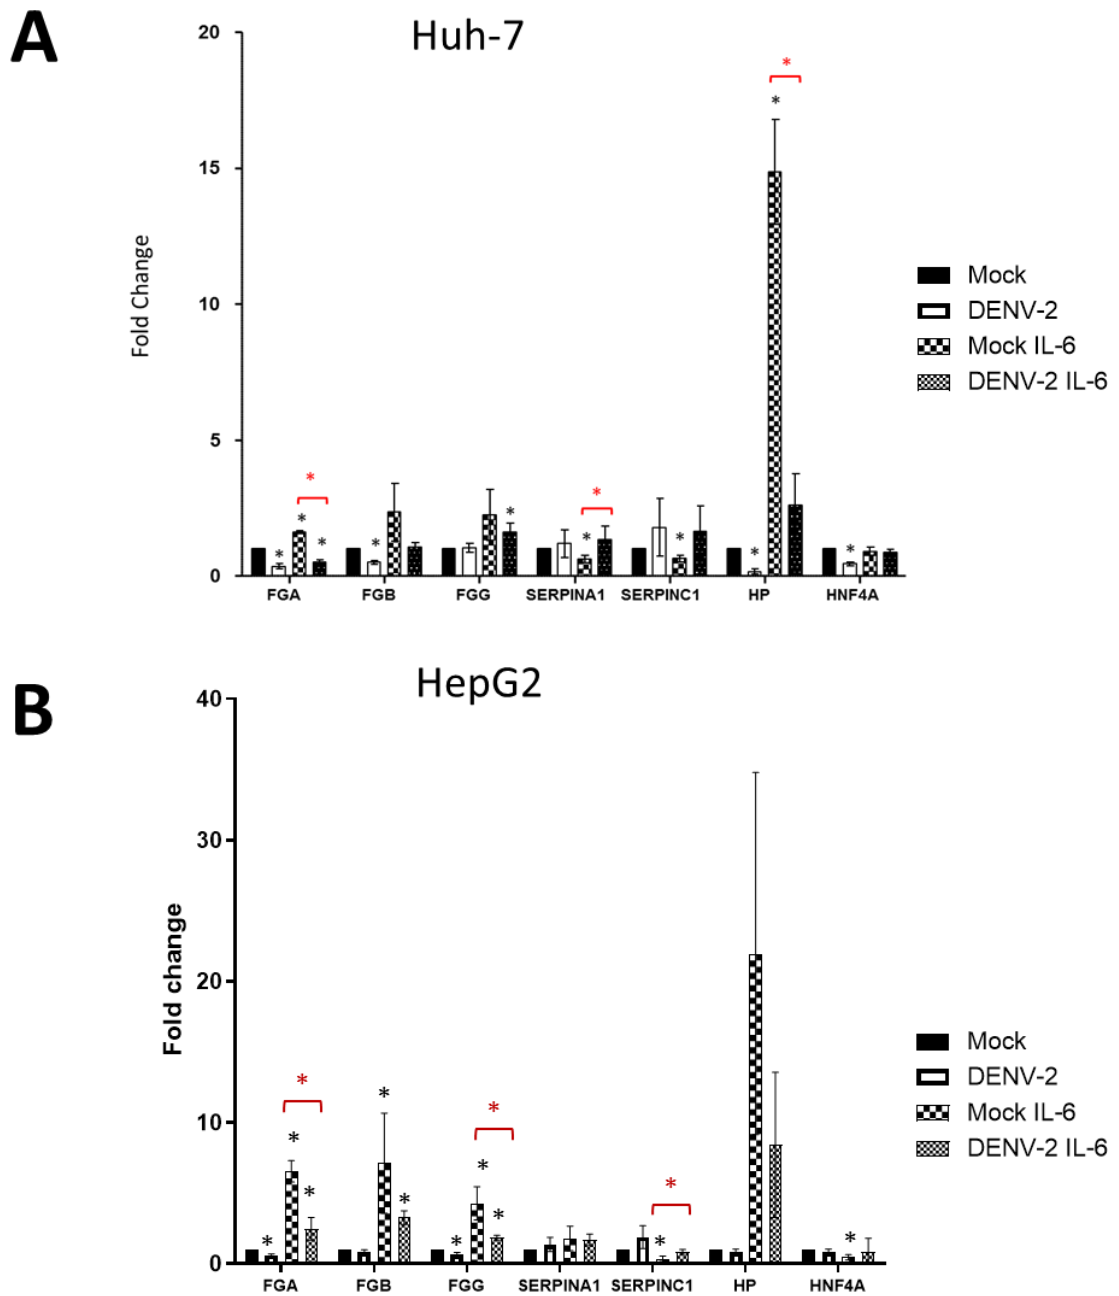 A
Huh-7
20
15
10
5
0
Fold Change
*
*
*
*
*
*
*
*
*
*
*
*
*
*
FGA FGB FGG SERPINA1 SERPINC1 HP HNF4A
Mock
DENV-2
Mock IL-6
DENV-2 IL-6
B
HepG2
40
30
20
10
0
Fold change
*
*
*
*
*
*
*
*
*
*
*
*
*
FGA FGB FGG SERPINA1 SERPINC1 HP HNF4A
Mock
DENV-2
Mock IL-6
DENV-2 IL-6